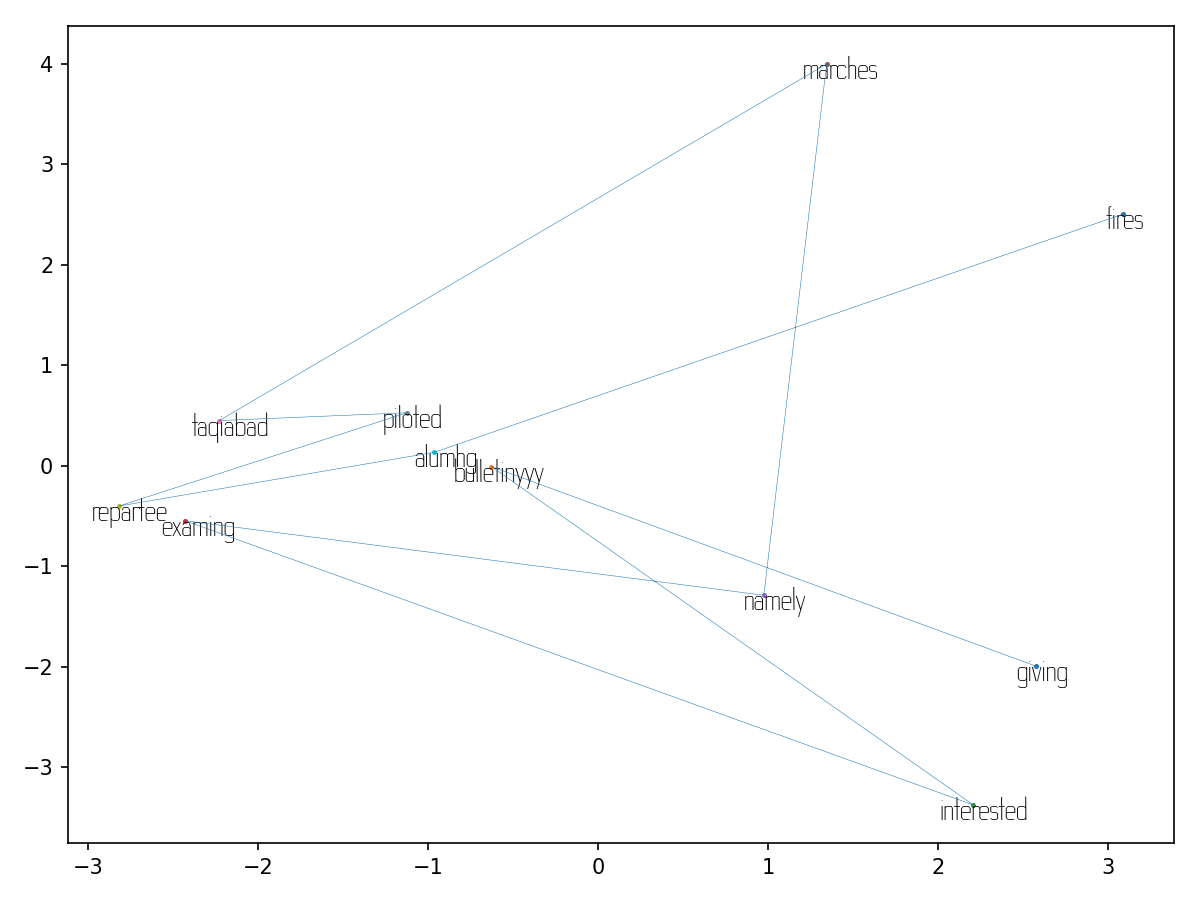 marches
fires
taqiabad
piloted
alumhg
bulletinyyy
repartee
examing
namely
giving
interested
4
3
2
1
0
−1
−2
−3
−3
−2
−1
0
1
2
3